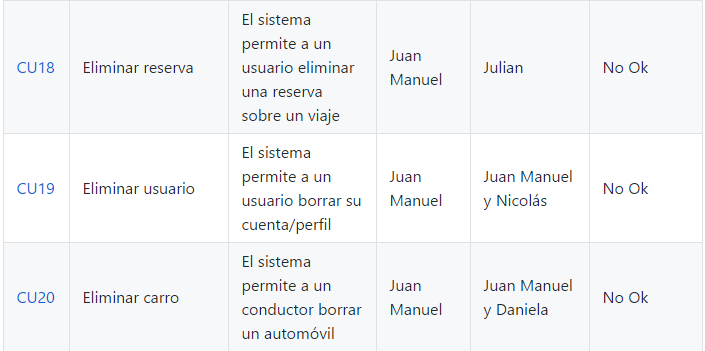 CU18
Eliminar reserva
El sistema
permite a un
usuario eliminar
una reserva
sobre un viaje
Juan
Manuel
Julian
No Ok
CU19
Eliminar usuario
El sistema
permite a un
usuario borrar su
cuenta/perfil
Juan
Manuel
Juan Manuel
y Nicolás
No Ok
CU20
Eliminar carro
El sistema
permite a un
conductor borrar
un automóvil
Juan
Manuel
Juan Manuel
y Daniela
No Ok